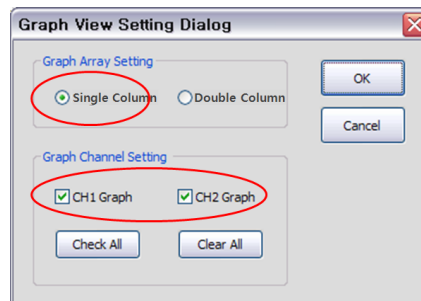 Graph View Setting Dialog
Graph Array Setting
Single Column
Double Column
OK
Cancel
Graph Channel Setting
CH1 Graph
CH2 Graph
Check All
Clear All